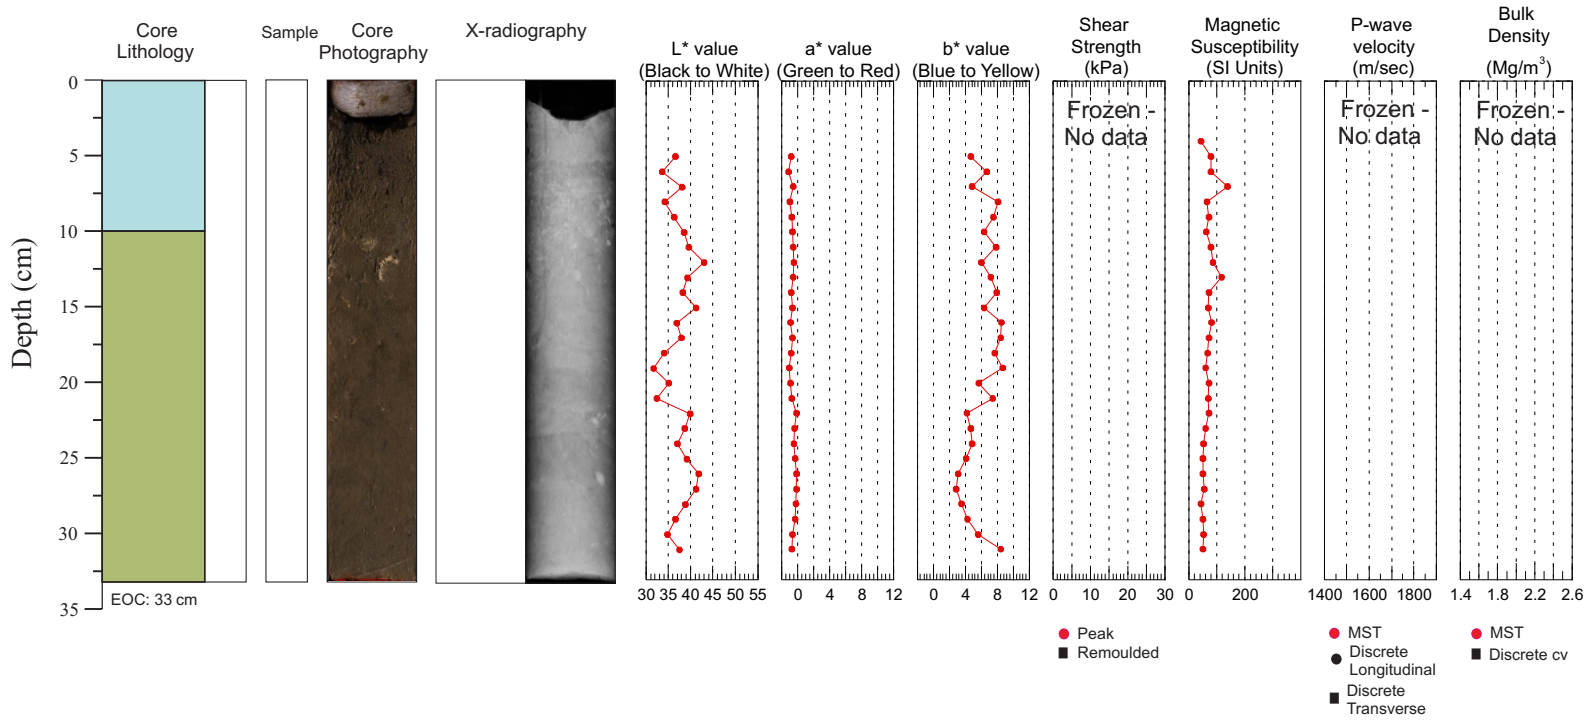 Core
Lithology
Sample
Core
Photography
X-radiography
L* value
(Black to White)
a* value
(Green to Red)
b* value
(Blue to Yellow)
Shear
Strength
(kPa)
Magnetic
Susceptibility
(SI Units)
P-wave
velocity
(m/sec)
Bulk
Density
(Mg/m³)
Depth (cm)
0
5
10
15
20
25
30
35
EOC: 33 cm
Frozen -
No data
Frozen -
No data
Frozen -
No data
30 35 40 45 50 55
0 4 8 12
0 4 8 12
0 10 20 30
0 200
1400 1600 1800
1.4 1.8 2.2 2.6
Peak
Remoulded
MST
Discrete
Longitudinal
Discrete
Transverse
MST
Discrete cv